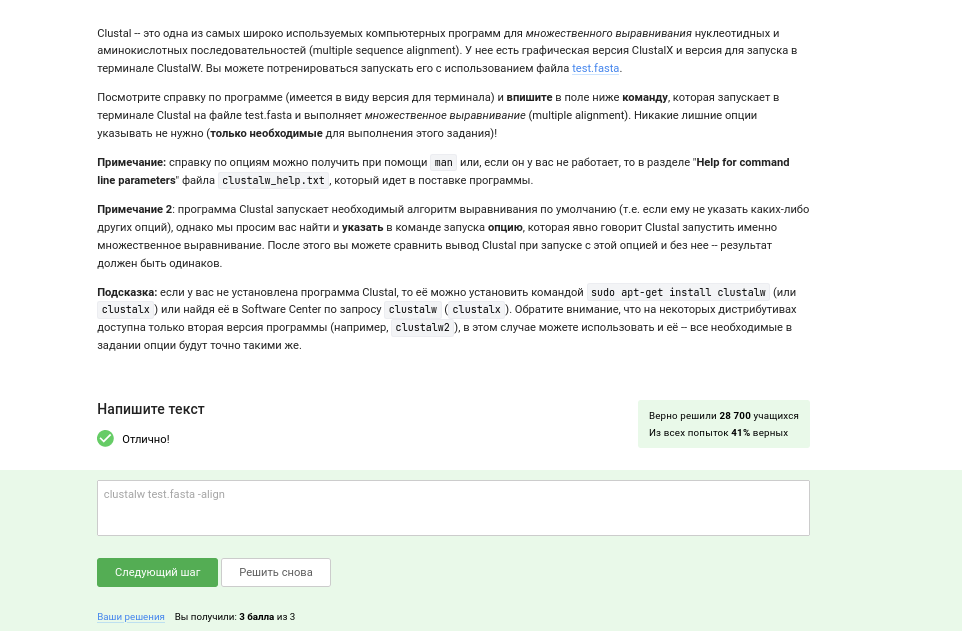 Clustal – это одна из самых широко используемых компьютерных программ для множественного выравнивания нуклеотидных и
аминокислотных последовательностей (multiple sequence alignment). У нее есть графическая версия ClustalX и версия для запуска в
терминале ClustalW. Вы можете потренироваться запускать его с использованием файла test.fasta.
Посмотрите справку по программе (имеется в виду версия для терминала) и впишите в поле ниже команду, которая запускает в
терминале Clustal на файле test.fasta и выполняет множественное выравнивание (multiple alignment). Никакие лишние опции
указывать не нужно (только необходимые для выполнения этого задания)!
Примечание: справку по опциям можно получить при помощи man или, если он у вас не работает, то в разделе "Help for command
line parameters" файла clustalw_help.txt, который идет в поставке программы.
Примечание 2: программа Clustal запускает необходимый алгоритм выравнивания по умолчанию (т.е. если ему не указать каких-либо
других опций), однако мы просим вас найти и указать в команде запуска опцию, которая явно говорит Clustal запустить именно
множественное выравнивание. После этого вы можете сравнить вывод Clustal при запуске с этой опцией и без нее – результат
должен быть одинаков.
Подсказка: если у вас не установлена программа Clustal, то её можно установить командой sudo apt-get install clustalw (или
clustalx) или найдя её в Software Center по запросу clustalw (clustalx). Обратите внимание, что на некоторых дистрибутивах
доступна только вторая версия программы (например, clustalw2), в этом случае можете использовать и её – все необходимые в
задании опции будут точно такими же.
Напишите текст
Верно решили 28 700 учащихся
Из всех попыток 41% верных
Отлично!
clustalw test.fasta -align
Следующий шаг
Решить снова
Ваши решения Вы получили: 3 балла из 3